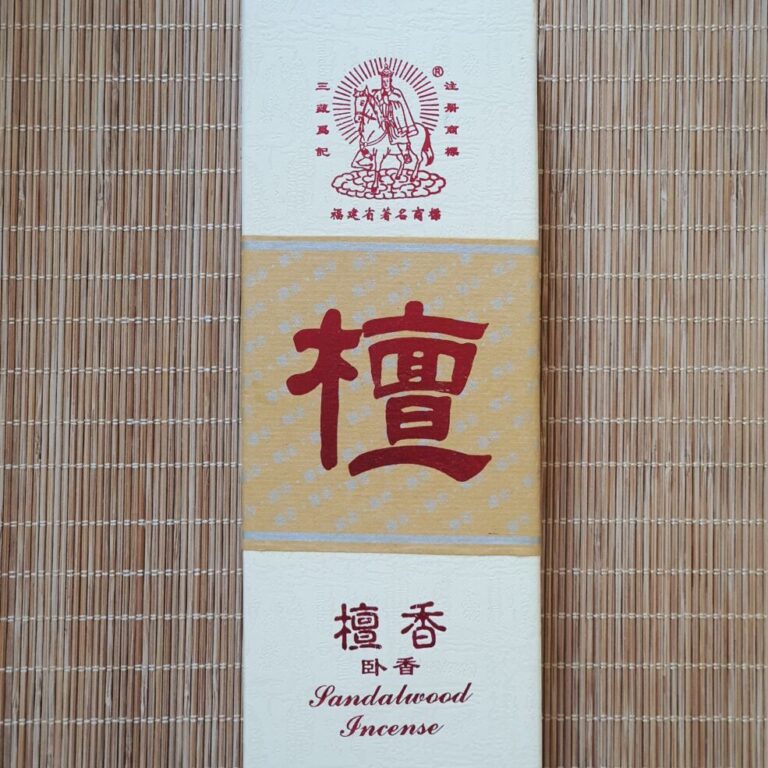 ®
注册商標
三藏為記
福建省著名商標
檀
檀香
卧香
Sandalwood
Incense